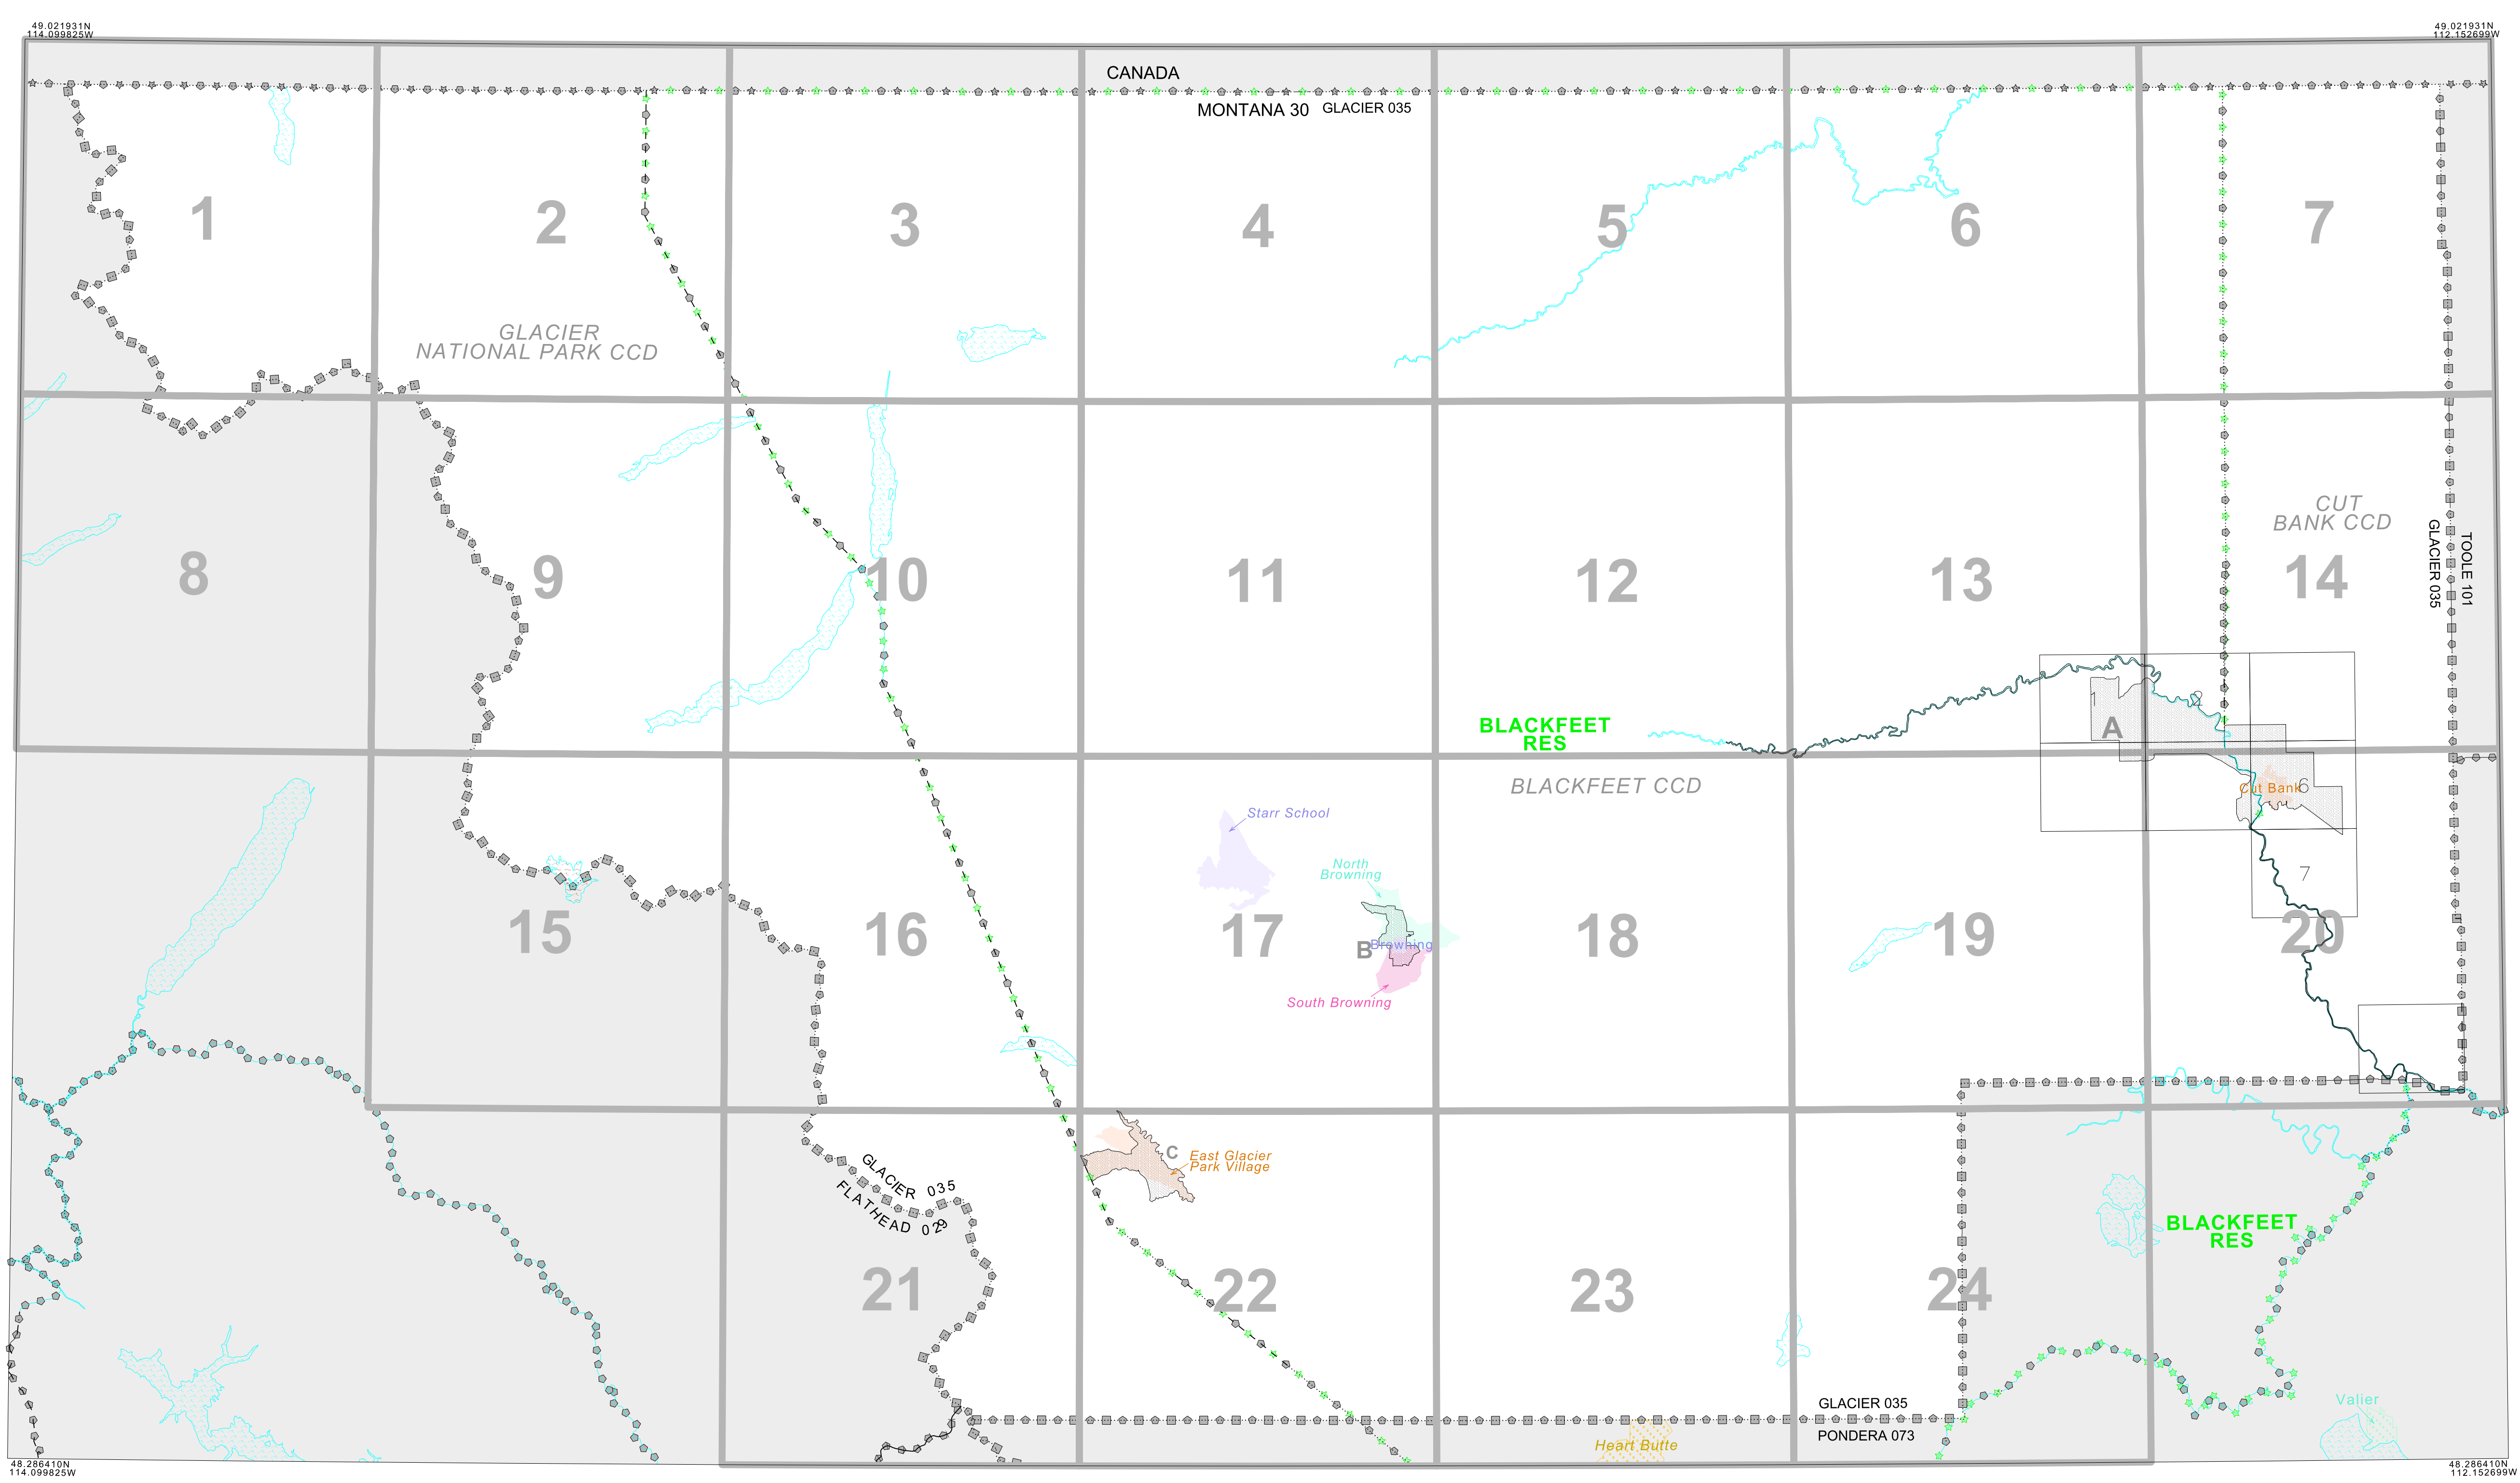 49.021931N
114.099825W
49.021931N
112.152699W
CANADA
MONTANA 30
GLACIER 035
1
2
3
4
5
6
7
GLACIER
NATIONAL PARK CCD
CUT
BANK CCD
GLACIER 035
TOOLE 101
8
9
10
11
12
13
14
BLACKFEET
RES
1
2
A
BLACKFEET CCD
6
Cut Bank
Starr School
North
Browning
7
15
16
17
B
Browning
18
19
20
South Browning
C
East Glacier
Park Village
GLACIER 035
FLATHEAD 029
BLACKFEET
RES
21
22
23
24
GLACIER 035
PONDERA 073
Valier
Heart Butte
48.286410N
114.099825W
48.286410N
112.152699W